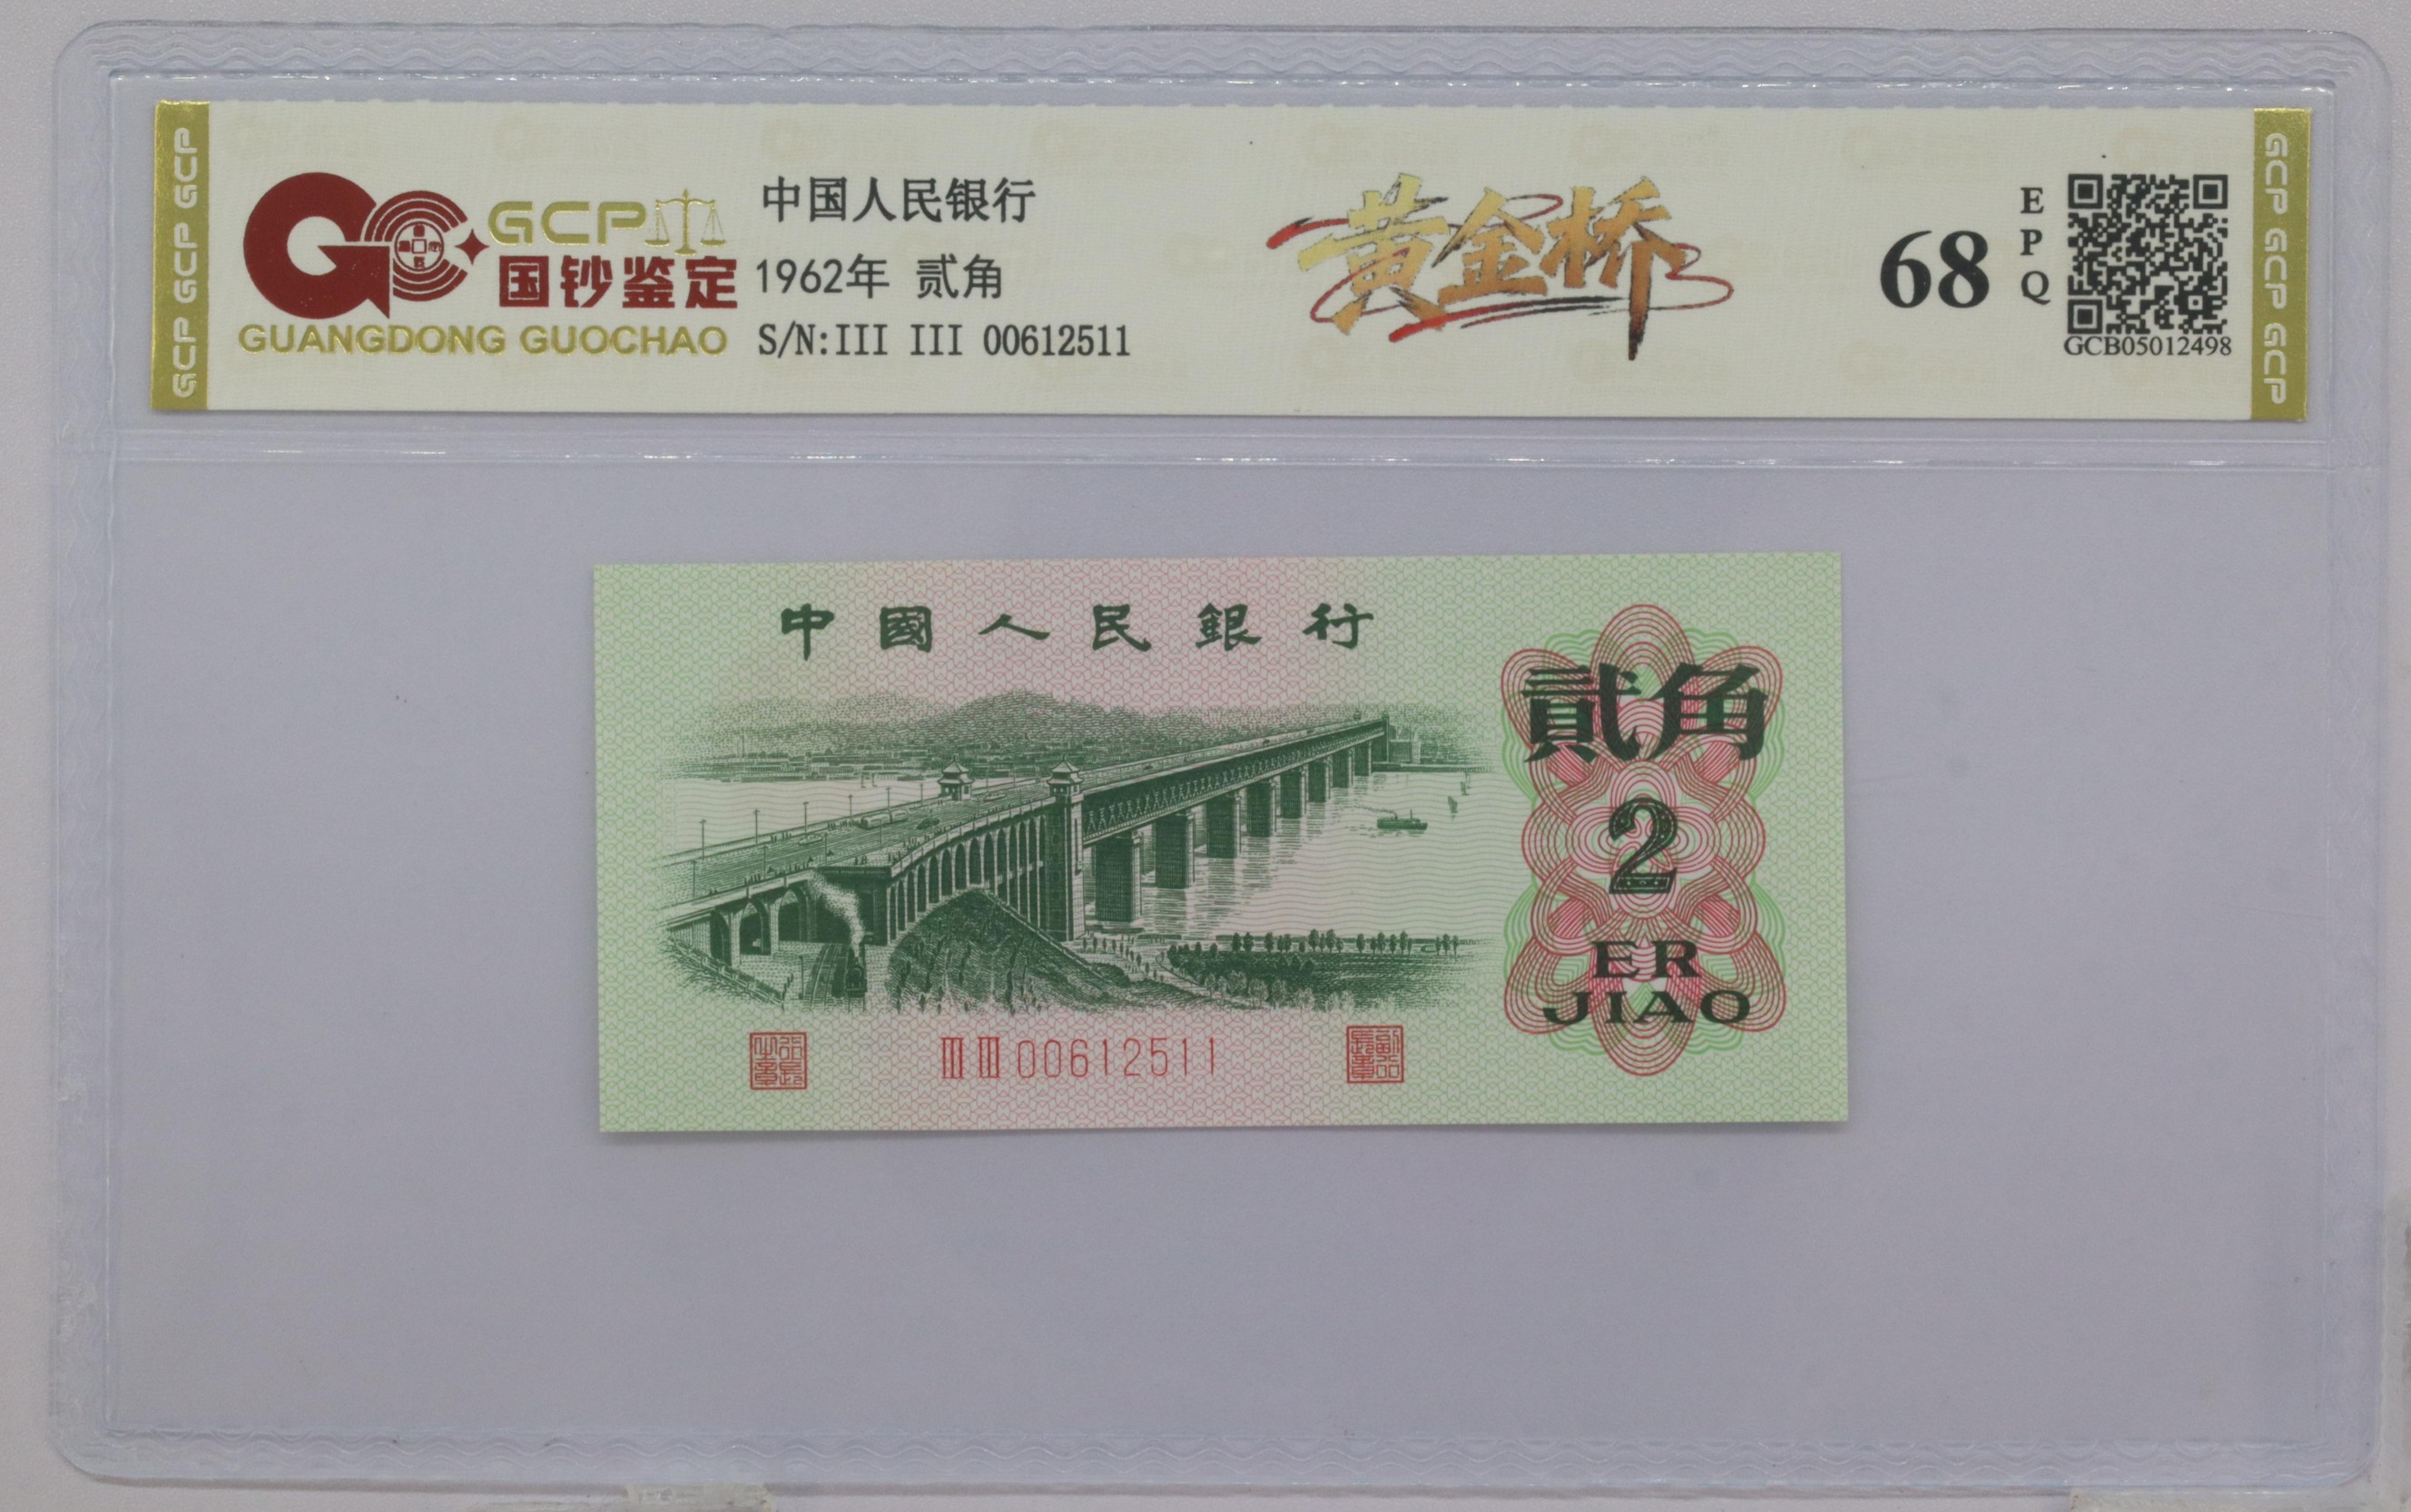 GCP GCP GCP
GCP
国钞鉴定
GUANGDONG GUOCHAO
中国人民银行
1962年 贰角
S/N:III III 00612511
黄金桥
68
EPQ
GCB05012498
GCP GCP GCP
中國人民銀行
貳角
2
ER
JIAO
III III 00612511